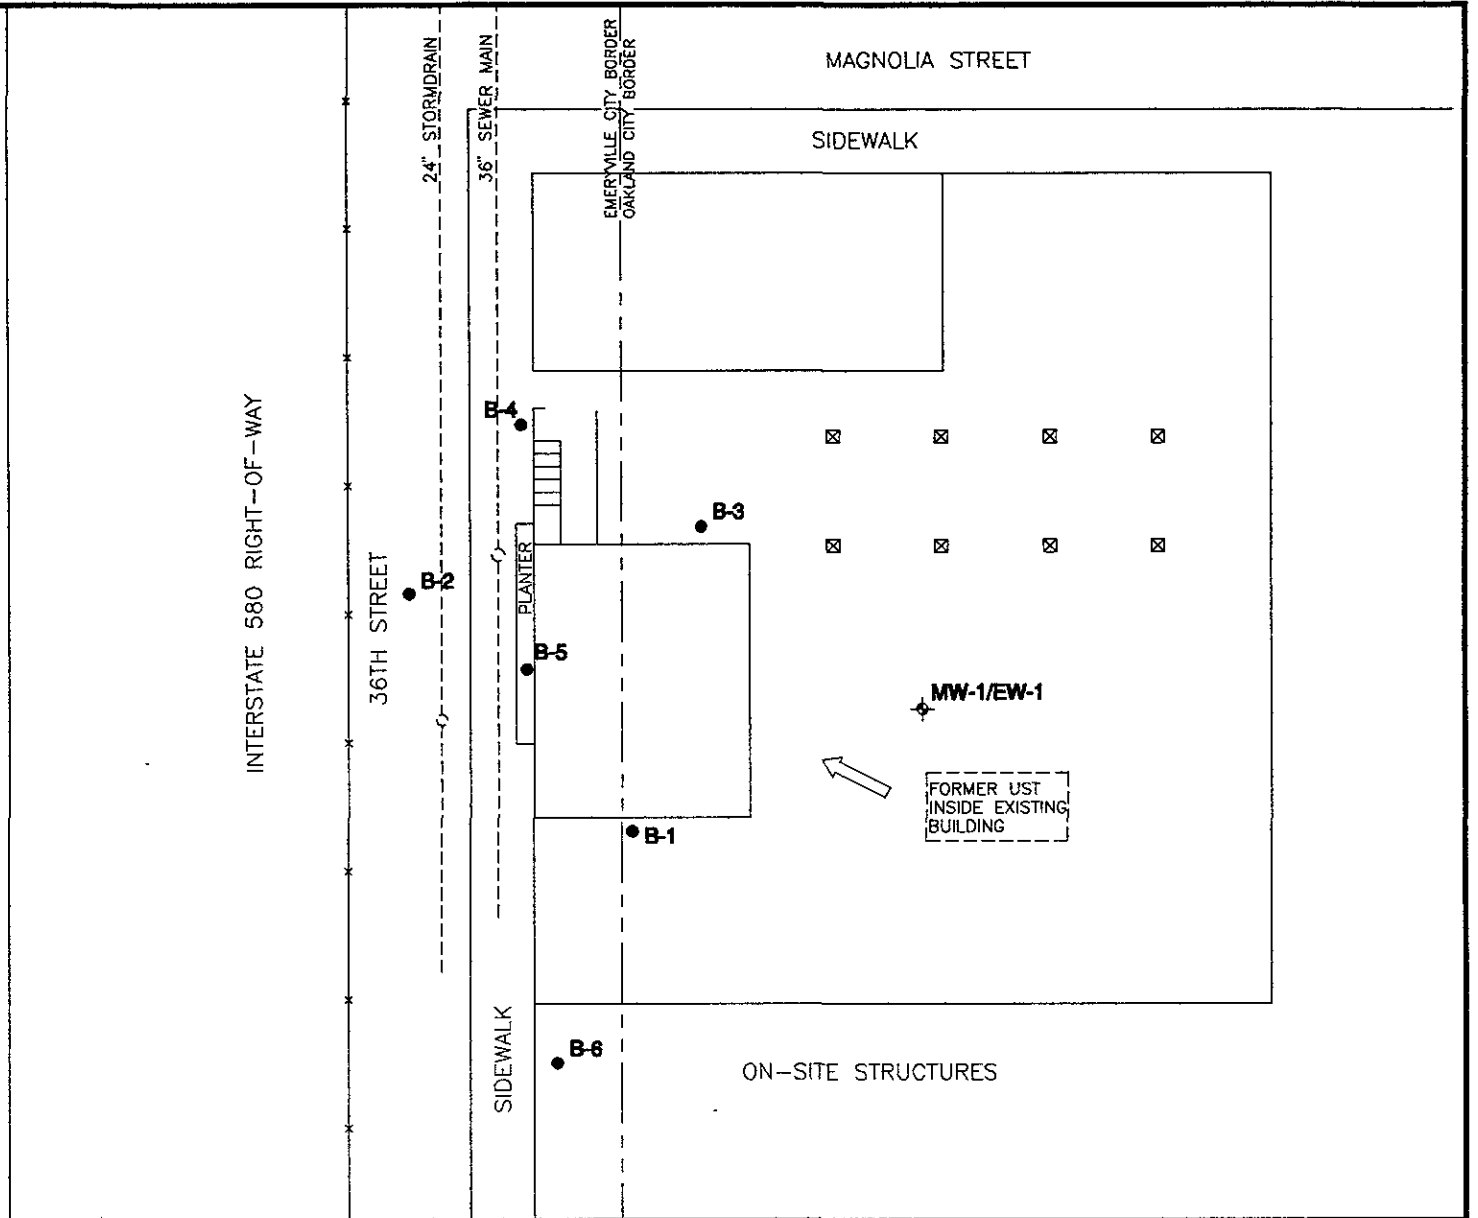 MAGNOLIA STREET
SIDEWALK
24" STORMDRAIN
36" SEWER MAIN
EMERYVILLE CITY BORDER
OAKLAND CITY BORDER
INTERSTATE 580 RIGHT-OF-WAY
36TH STREET
B-4
B-3
B-2
PLANTER
B-5
MW-1/EW-1
FORMER UST
INSIDE EXISTING
BUILDING
B-1
SIDEWALK
B-6
ON-SITE STRUCTURES